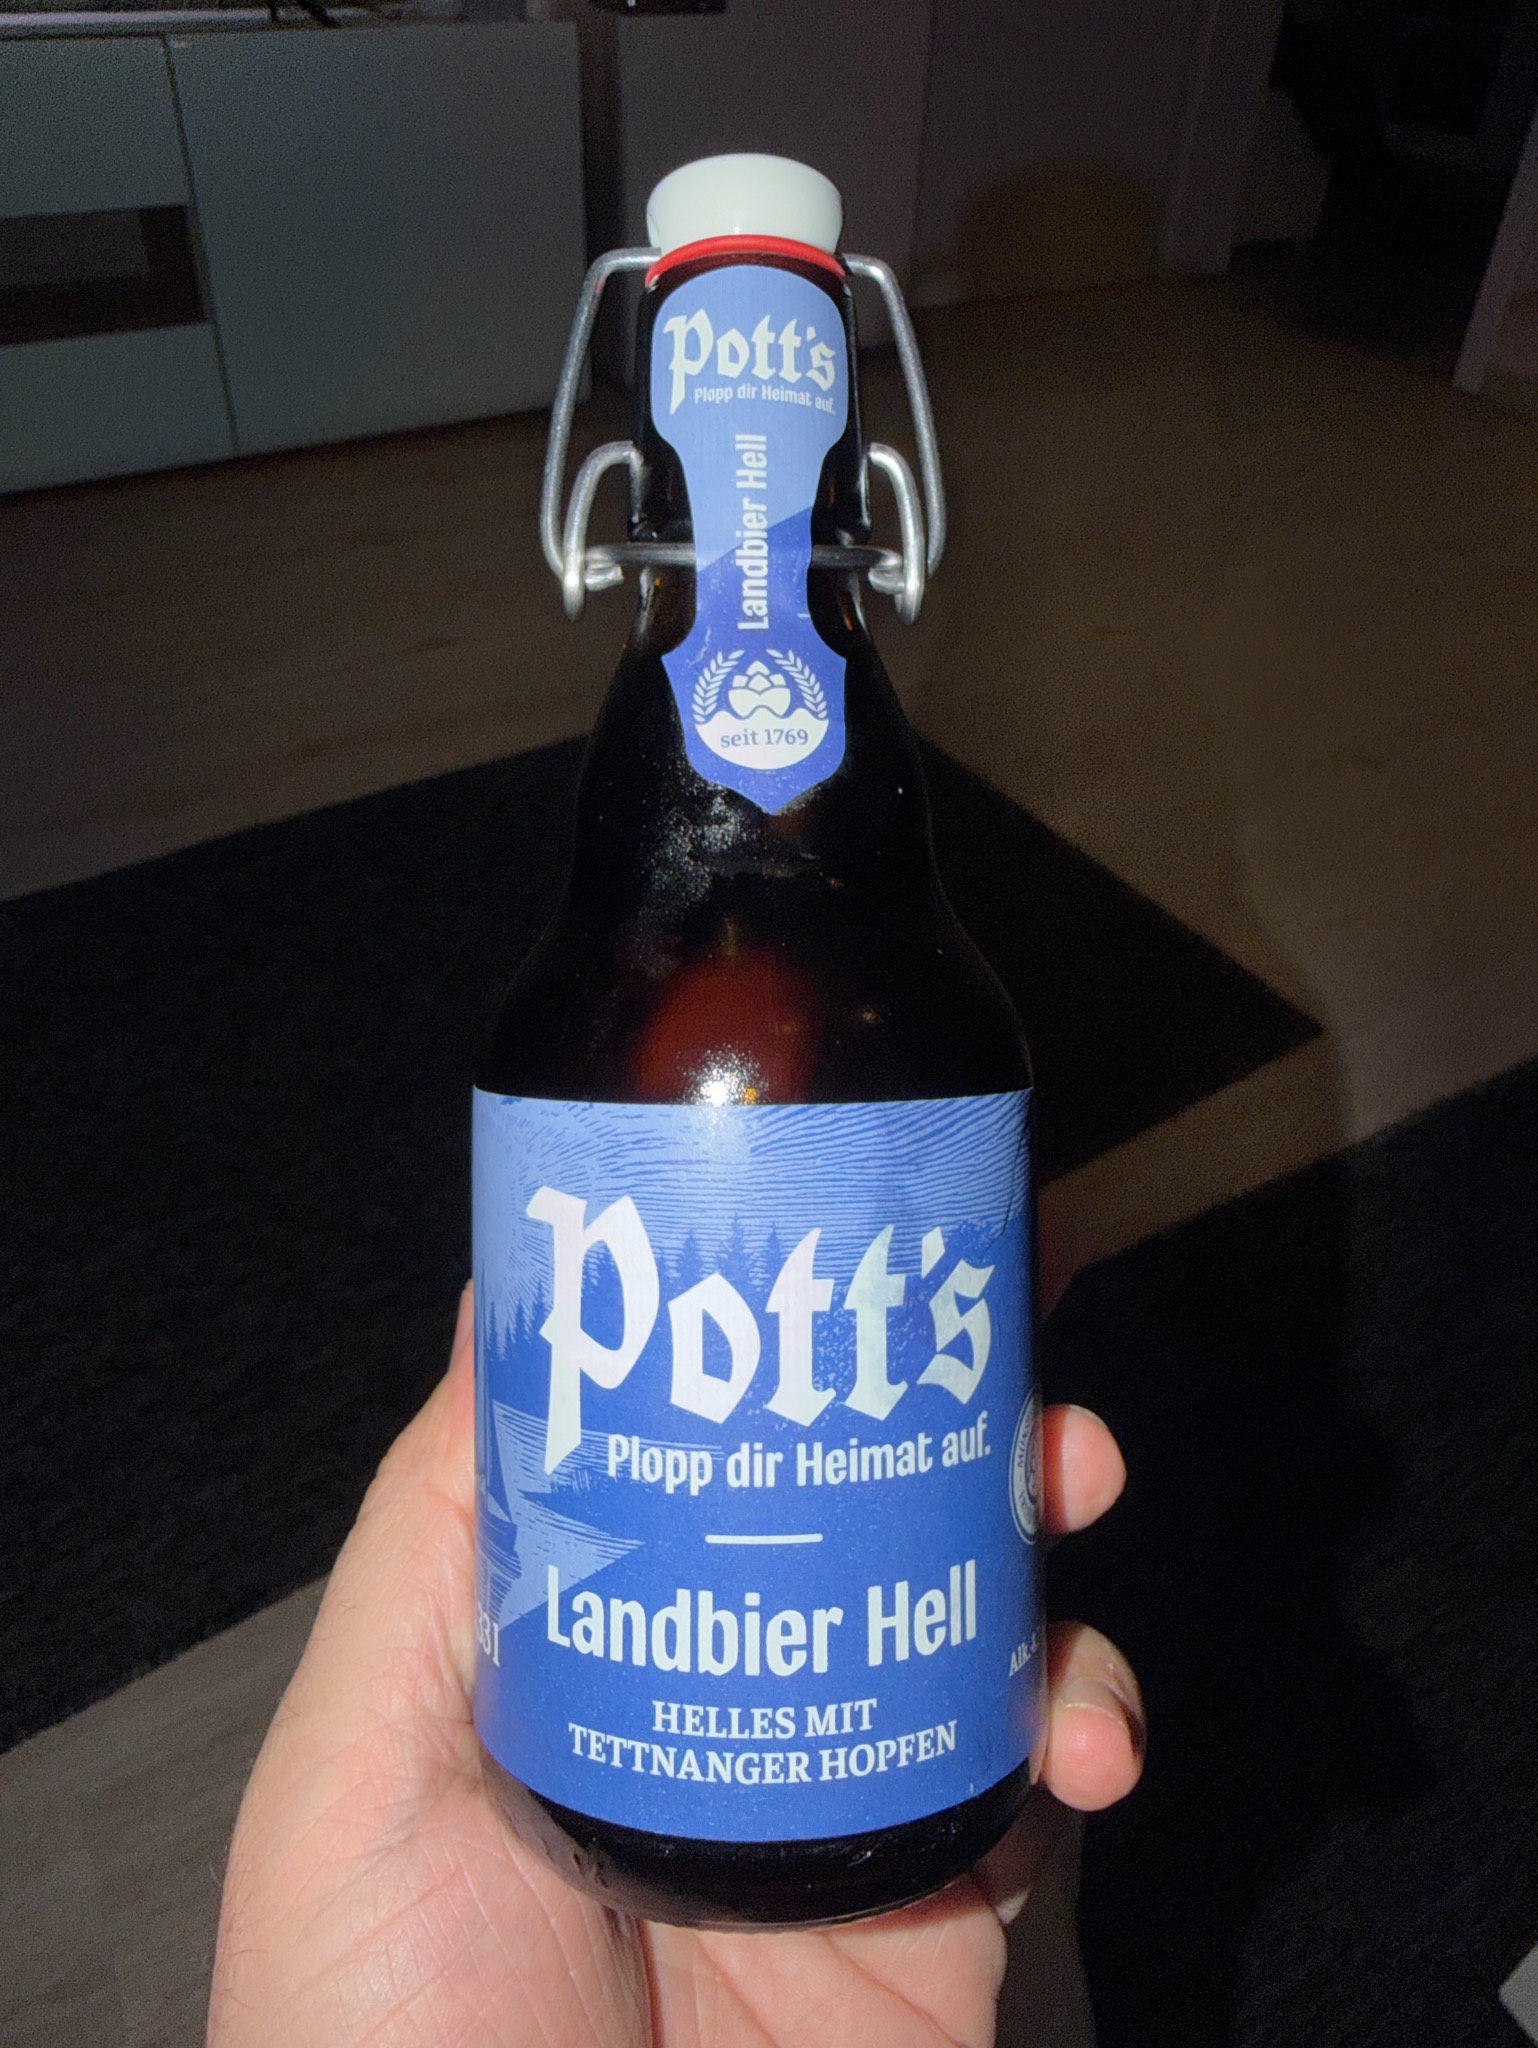 Pott's
Plopp dir Heimat auf.
Landbier Hell
seit 1769
Pott's
Plopp dir Heimat auf.
Landbier Hell
HELLES MIT
TETTNANGER HOPFEN